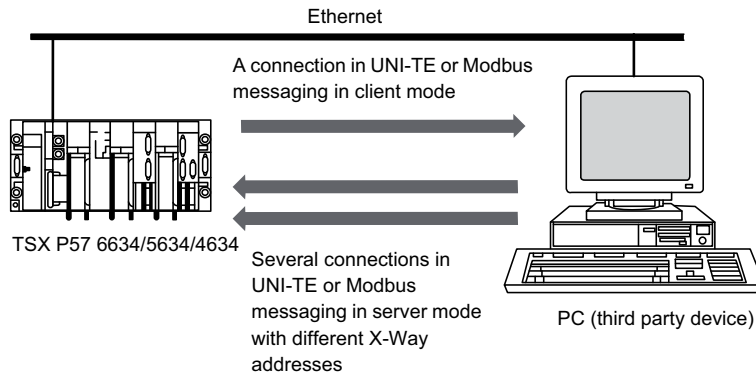 Ethernet
A connection in UNI-TE or Modbus
messaging in client mode
TSX P57 6634/5634/4634
Several connections in
UNI-TE or Modbus
messaging in server mode
with different X-Way
addresses
PC (third party device)